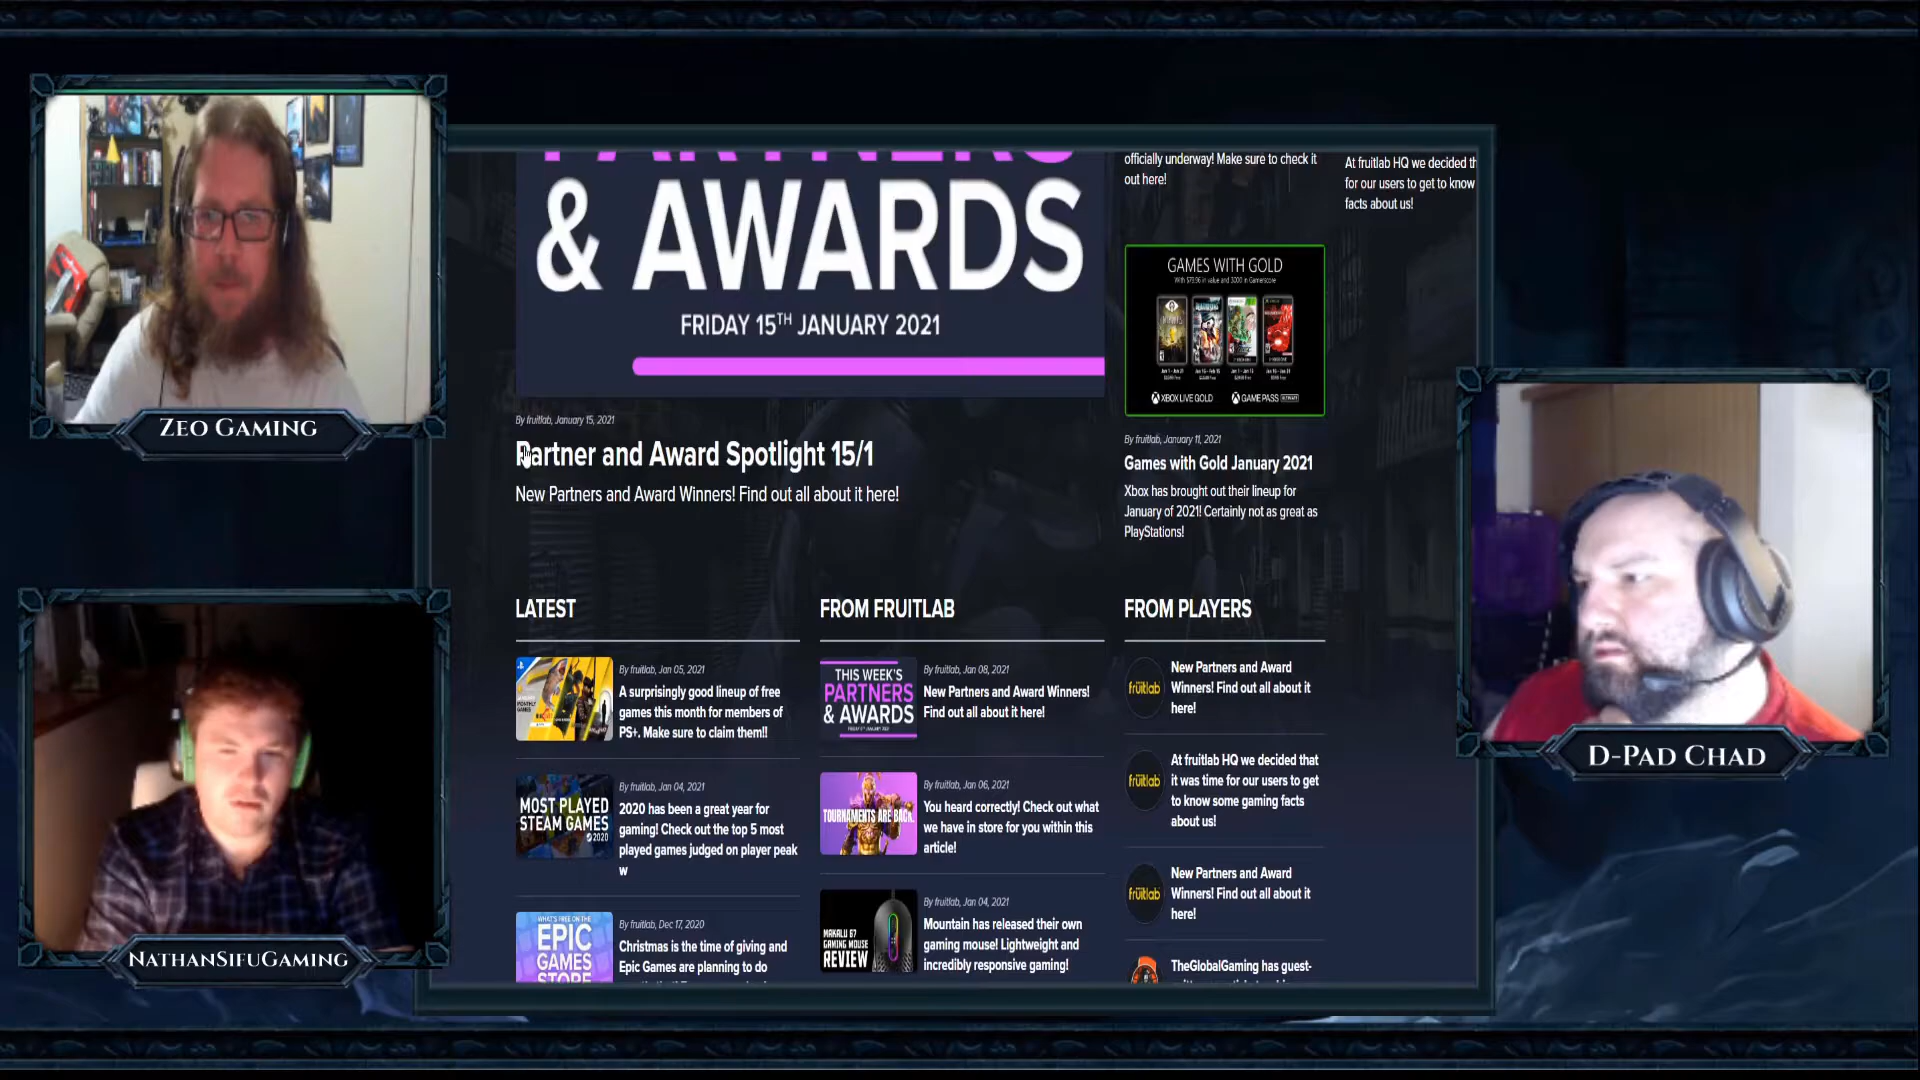 PARTNERS
& AWARDS
FRIDAY 15TH JANUARY 2021
By fruitlab, January 15, 2021
Partner and Award Spotlight 15/1
New Partners and Award Winners! Find out all about it here!
officially underway! Make sure to check it
out here!
At fruitlab HQ we decided th
for our users to get to know
facts about us!
GAMES WITH GOLD
XBOX LIVE GOLD
GAME PASS
ULTIMATE
By fruitlab, January 11, 2021
Games with Gold January 2021
Xbox has brought out their lineup for
January of 2021! Certainly not as great as
PlayStations!
LATEST
By fruitlab, Jan 05, 2021
A surprisingly good lineup of free
games this month for members of
PS+. Make sure to claim them!!
MOST PLAYED
STEAM GAMES
2020
By fruitlab, Jan 04, 2021
2020 has been a great year for
gaming! Check out the top 5 most
played games judged on player peak
w
WHAT'S FREE ON THE
EPIC
GAMES
STORE
By fruitlab, Dec 17, 2020
Christmas is the time of giving and
Epic Games are planning to do
FROM FRUITLAB
THIS WEEK'S
PARTNERS
& AWARDS
By fruitlab, Jan 08, 2021
New Partners and Award Winners!
Find out all about it here!
TOURNAMENTS ARE BACK.
By fruitlab, Jan 06, 2021
You heard correctly! Check out what
we have in store for you within this
article!
MAKALU 67
GAMING MOUSE
REVIEW
By fruitlab, Jan 04, 2021
Mountain has released their own
gaming mouse! Lightweight and
incredibly responsive gaming!
FROM PLAYERS
fruitlab
New Partners and Award
Winners! Find out all about it
here!
fruitlab
At fruitlab HQ we decided that
it was time for our users to get
to know some gaming facts
about us!
fruitlab
New Partners and Award
Winners! Find out all about it
here!
TheGlobalGaming has guest-
Zeo Gaming
NathanSifuGaming
D-Pad Chad